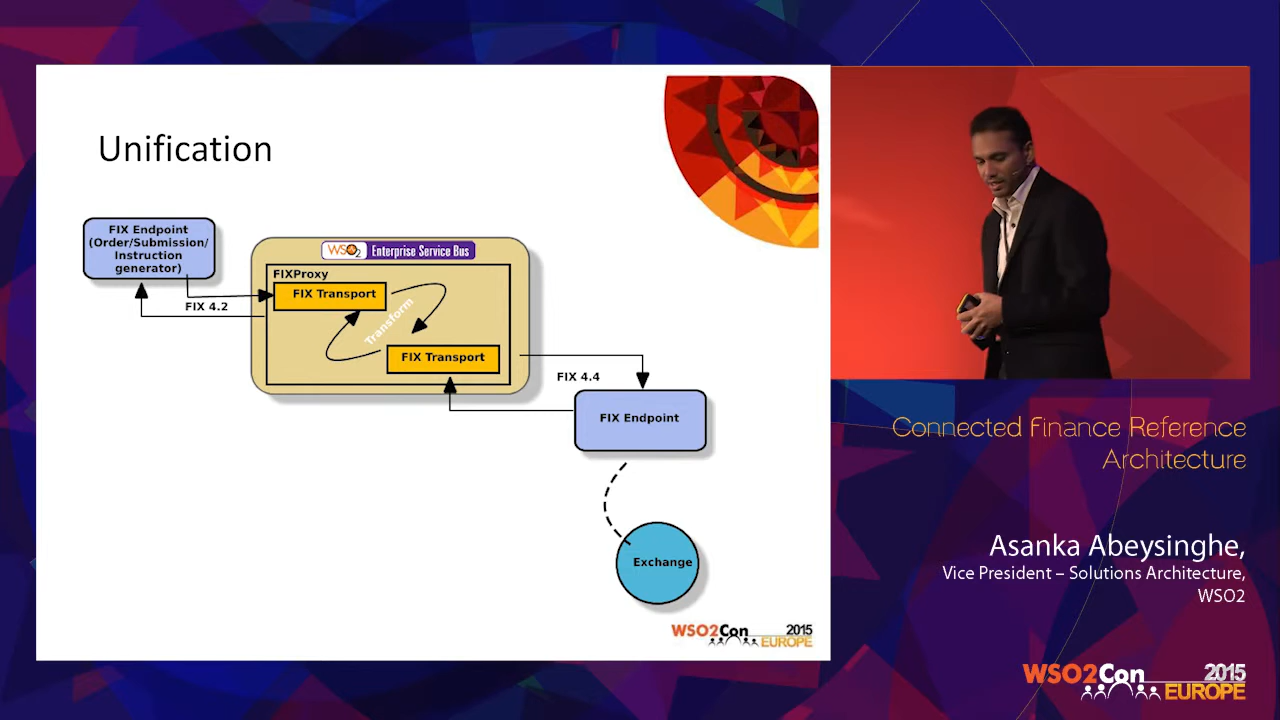 Unification
FIX Endpoint
(Order/Submission/
Instruction
generator)
WSO2 Enterprise Service Bus
FIXProxy
FIX Transport
FIX 4.2
Transform
FIX Transport
FIX 4.4
FIX Endpoint
Exchange
WSO2Con 2015
EUROPE
Connected Finance Reference
Architecture
Asanka Abeysinghe,
Vice President – Solutions Architecture,
WSO2
WSO2Con 2015
EUROPE